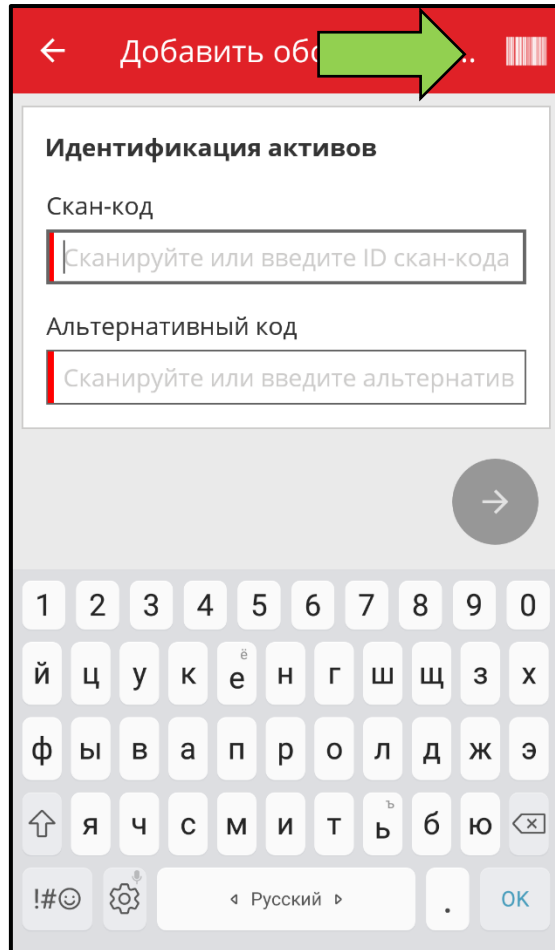 Добавить обо ..
Идентификация активов
Скан-код
Сканируйте или введите ID скан-кода
Альтернативный код
Сканируйте или введите альтернатив
1 2 3 4 5 6 7 8 9 0
й ц у к ё е н г ш щ з х
ф ы в а п р о л д ж э
я ч с м и т ъ ь б ю
!# Русский . OK